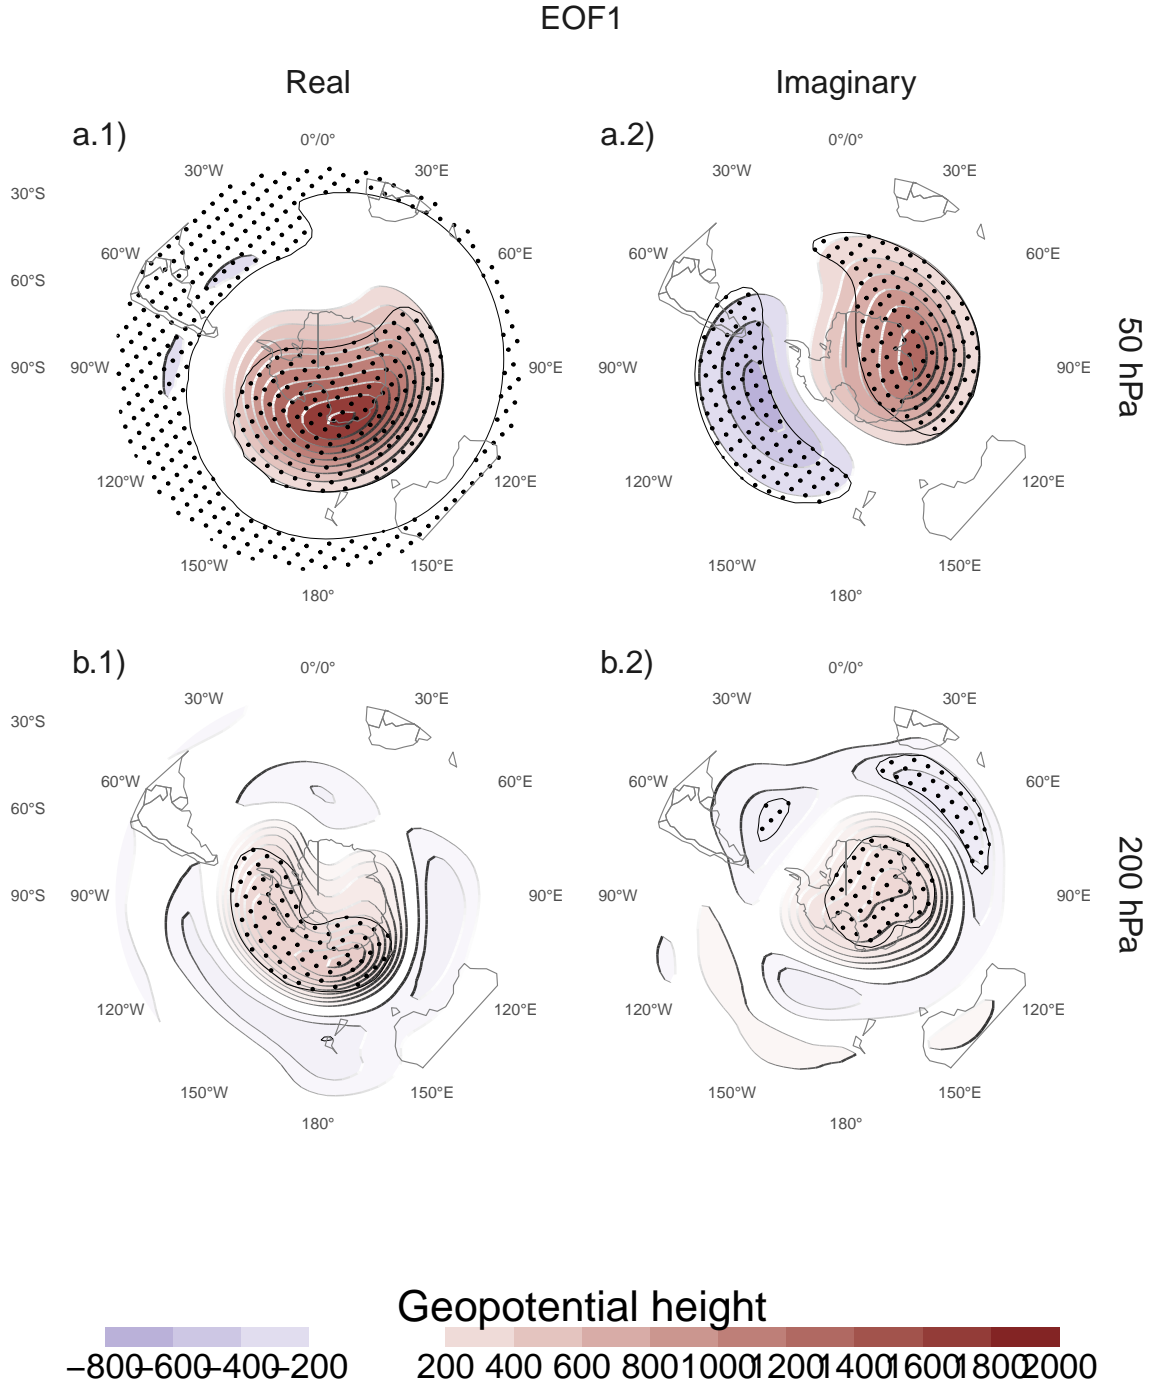 EOF1
Real Imaginary
a.1) a.2)
0°/0° 0°/0°
30°W 30°E 30°W 30°E
30°S
60°W 60°E 60°W 60°E
60°S
90°S 90°W 90°E 90°W 90°E
50 hPa
120°W 120°E 120°W 120°E
150°W 150°E 150°W 150°E
180° 180°
b.1) b.2)
0°/0° 0°/0°
30°W 30°E 30°W 30°E
30°S
60°W 60°E 60°W 60°E
60°S
90°S 90°W 90°E 90°W 90°E
200 hPa
120°W 120°E 120°W 120°E
150°W 150°E 150°W 150°E
180° 180°
Geopotential height
−800 −600 −400 −200 200 400 600 800 1000 1200 1400 1600 1800 2000